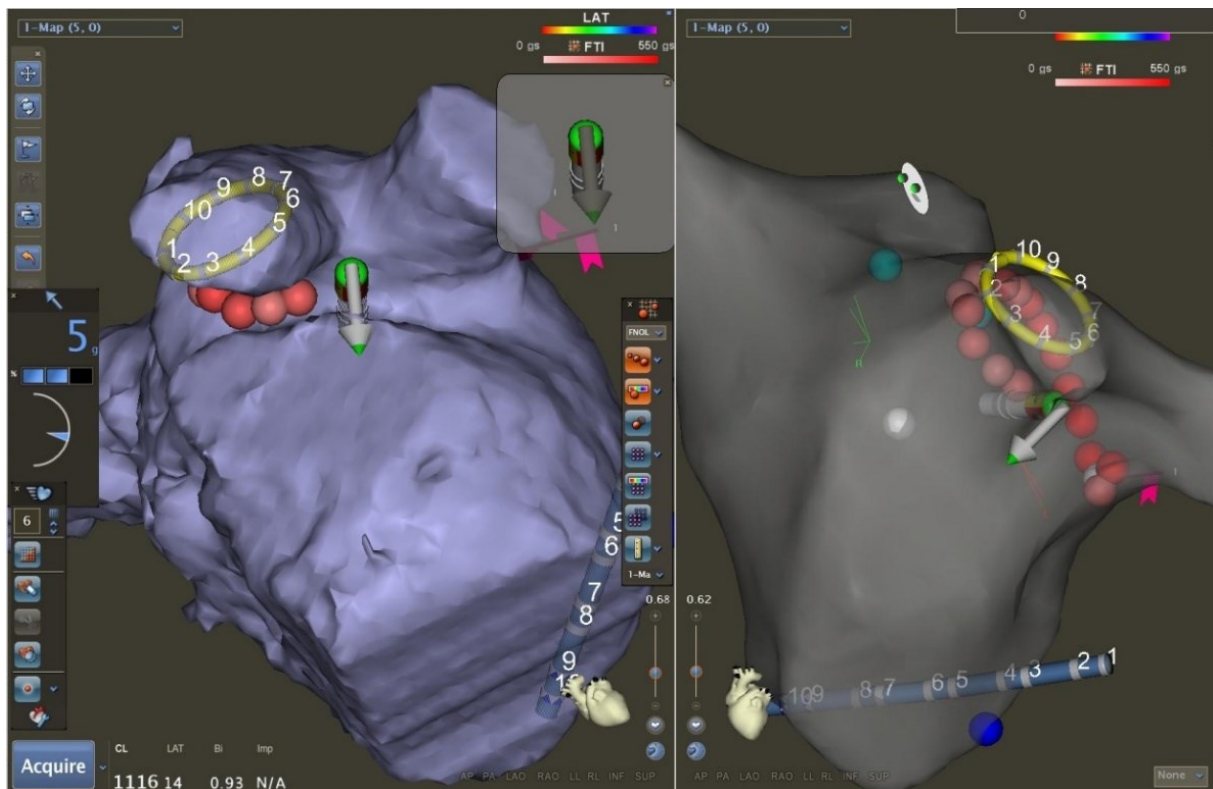 1-Map (5, 0)
LAT
0 gs FTI 550 gs
10 9 8 7 6 5 4 3 2 1
1
5 g
%
FNOL
6
1-Ma
5 6 7 8 9
0.68
Acquire
CL LAT Bi Imp
1116 14 0.93 N/A
AP PA LAO RAO LL RL INF SUP
1-Map (5, 0)
0
0 gs FTI 550 gs
1 10 9 8 7 6 5 4 3 2
1
0.62
10 9 8 7 6 5 4 3 2 1
AP PA LAO RAO LL RL INF SUP
None